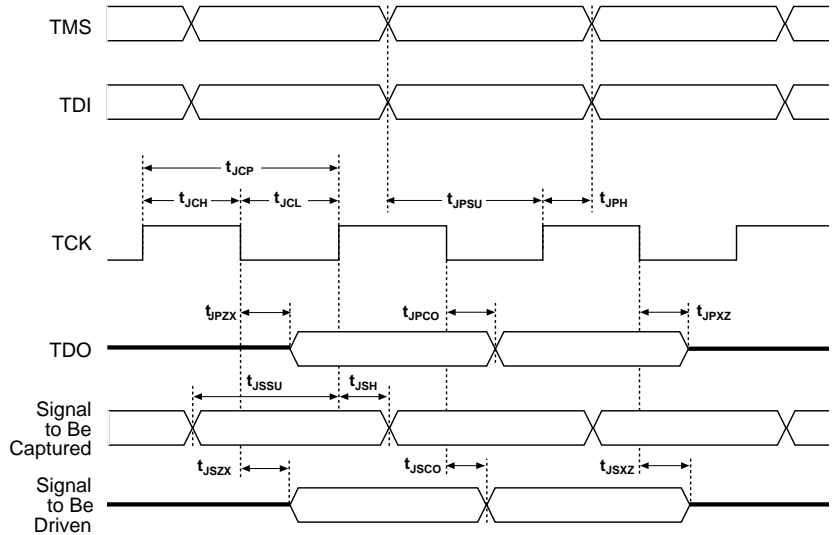 TMS
TDI
tJCP
tJCH tJCL tJPSU tJPH
TCK
tJPZX tJPCO tJPXZ
TDO
tJSSU tJSH
Signal
to Be
Captured
tJSZX tJSCO tJSXZ
Signal
to Be
Driven